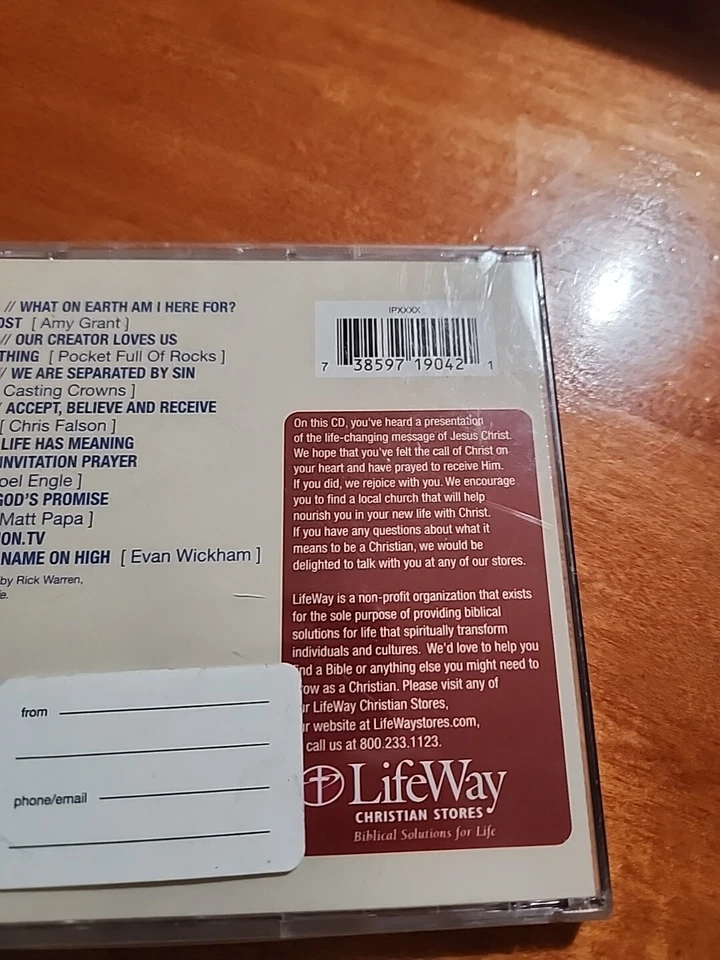 // WHAT ON EARTH AM I HERE FOR?
OST [ Amy Grant ]
// OUR CREATOR LOVES US
THING [ Pocket Full Of Rocks ]
// WE ARE SEPARATED BY SIN
Casting Crowns ]
/ ACCEPT, BELIEVE AND RECEIVE
[ Chris Falson ]
LIFE HAS MEANING
INVITATION PRAYER
oel Engle ]
GOD'S PROMISE
Matt Papa ]
ION.TV
NAME ON HIGH [ Evan Wickham ]
by Rick Warren,
e.
IPXXXX
7 38597 19042 1
On this CD, you've heard a presentation
of the life-changing message of Jesus Christ.
We hope that you've felt the call of Christ on
your heart and have prayed to receive Him.
If you did, we rejoice with you. We encourage
you to find a local church that will help
nourish you in your new life with Christ.
If you have any questions about what it
means to be a Christian, we would be
delighted to talk with you at any of our stores.
LifeWay is a non-profit organization that exists
for the sole purpose of providing biblical
solutions for life that spiritually transform
individuals and cultures. We'd love to help you
ind a Bible or anything else you might need to
row as a Christian. Please visit any of
ur LifeWay Christian Stores,
ur website at LifeWaystores.com,
call us at 800.233.1123.
LifeWay
CHRISTIAN STORES
Biblical Solutions for Life
from
phone/email